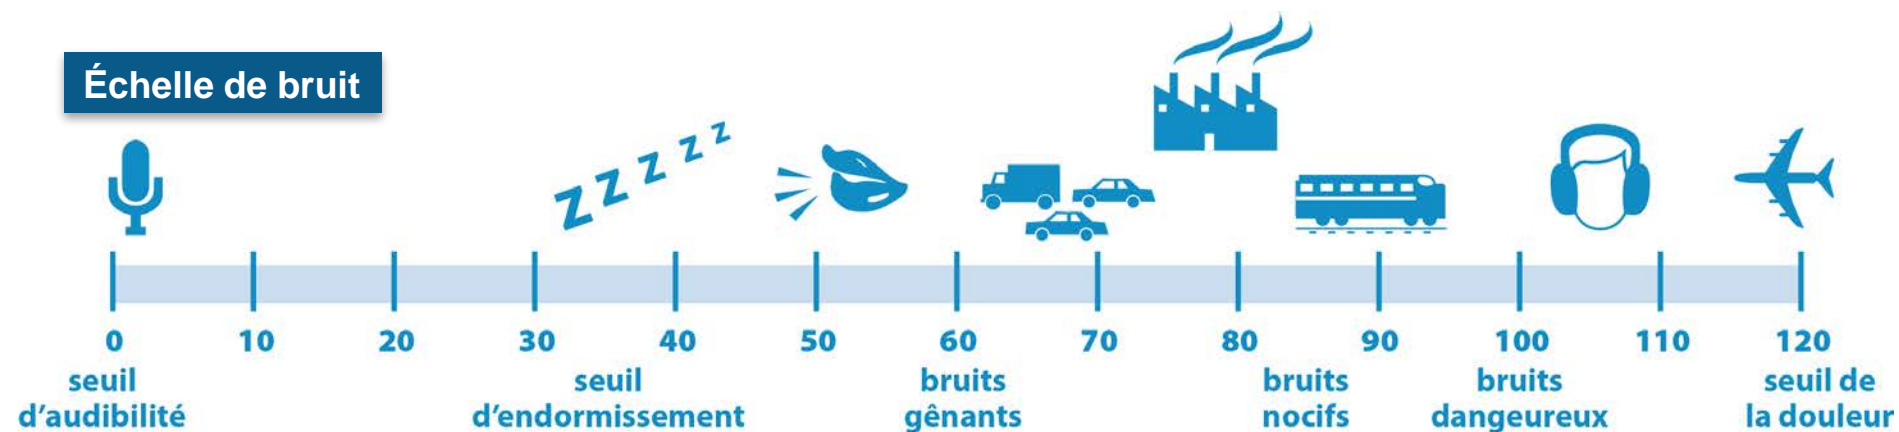 Échelle de bruit
z z z z z
0 10 20 30 40 50 60 70 80 90 100 110 120
seuil d'audibilité
seuil d'endormissement
bruits gênants
bruits nocifs
bruits dangeureux
seuil de la douleur